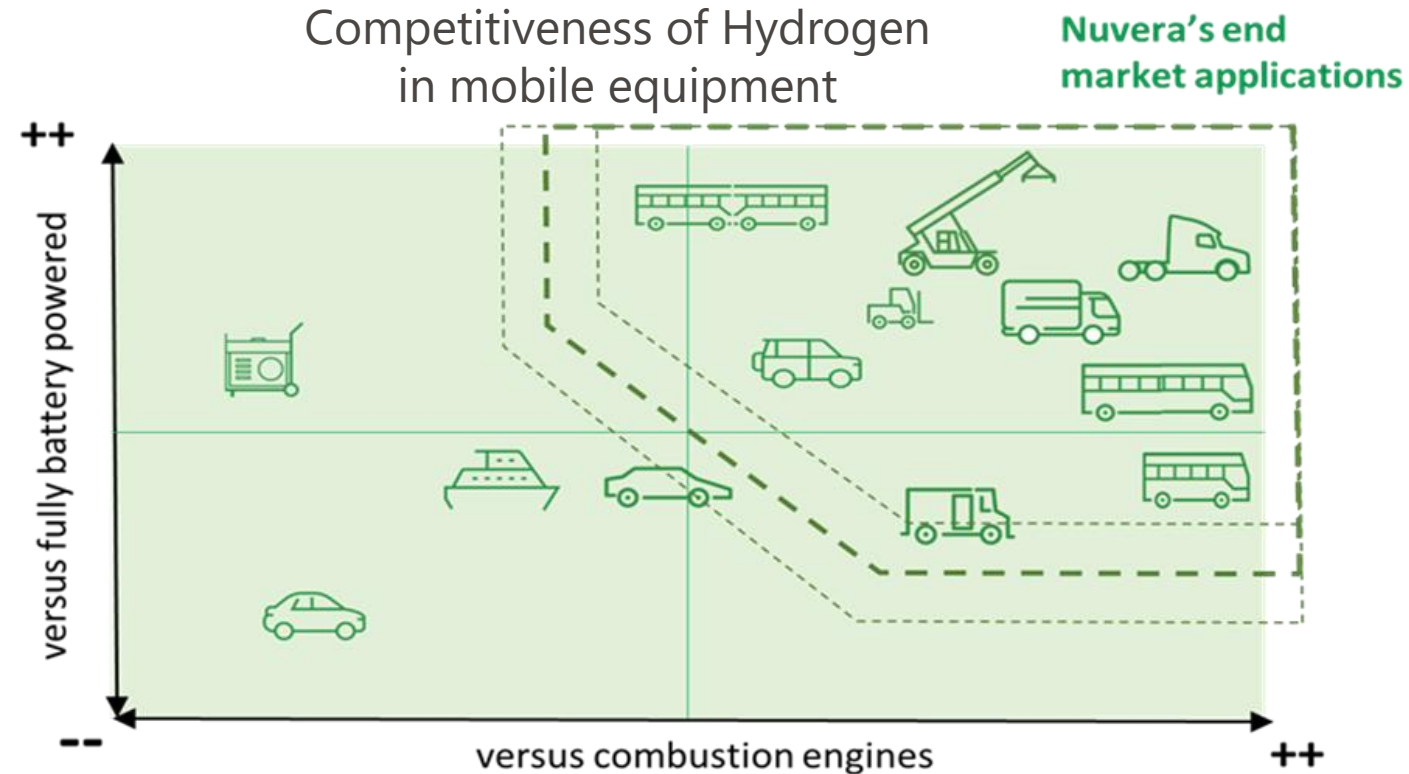 Competitiveness of Hydrogen
in mobile equipment
Nuvera's end
market applications
++
versus fully battery powered
--
versus combustion engines
++